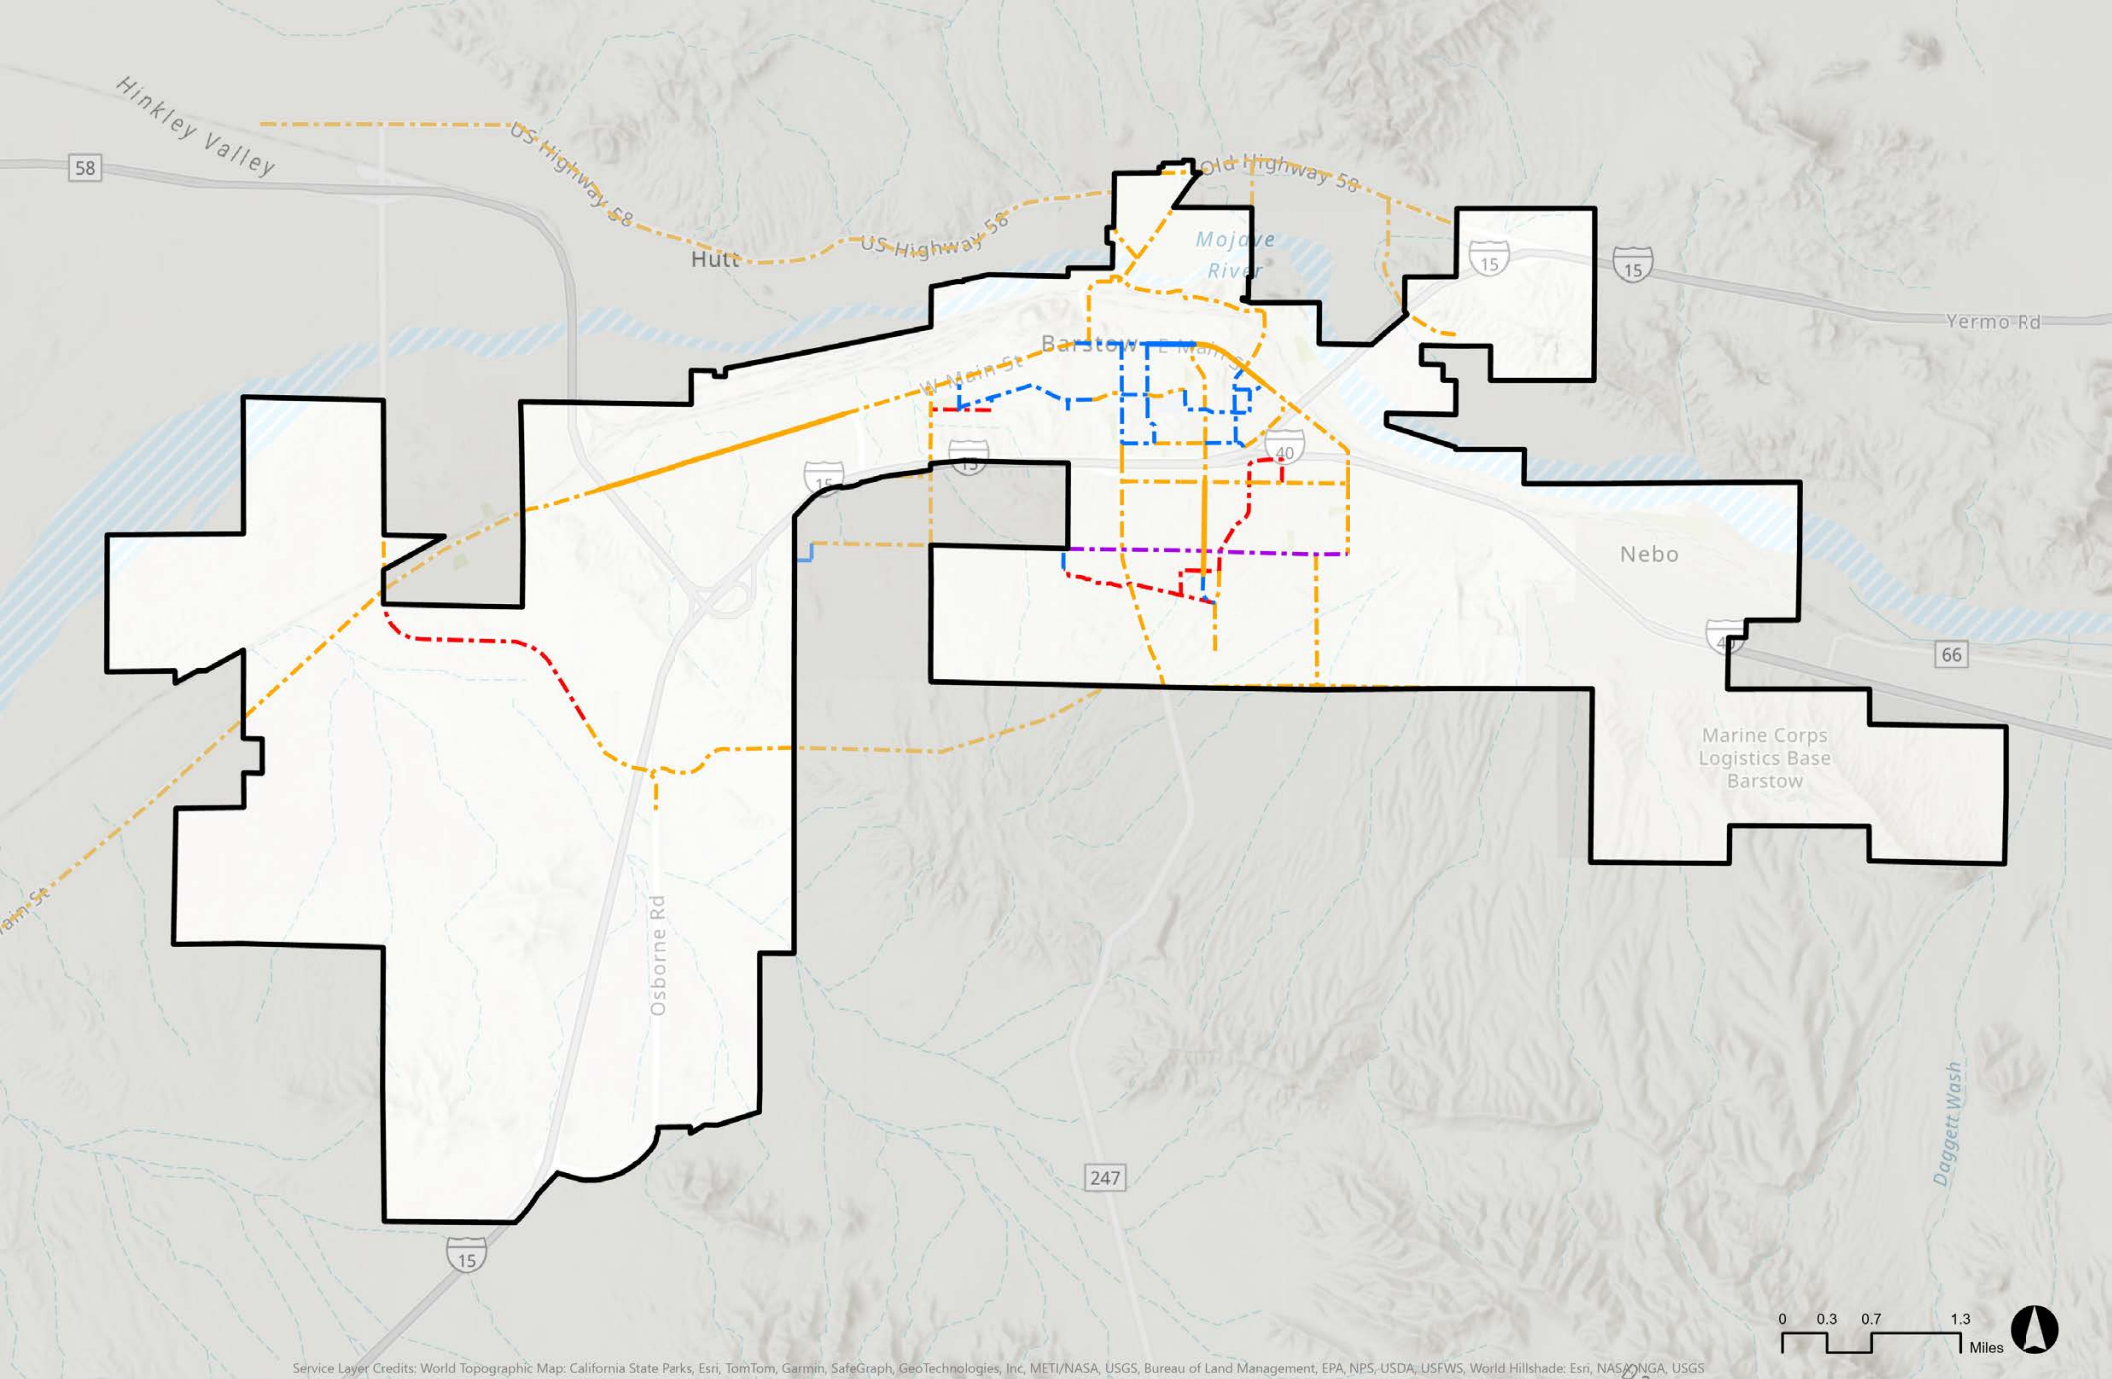 Hinkley Valley
58
US Highway 58
Hutt
US Highway 58
Old Highway 58
Mojave
River
15
15
Yermo Rd
Barstow
E Main St
W Main St
15
15
40
Nebo
40
66
Marine Corps
Logistics Base
Barstow
ain St
Osborne Rd
247
Daggett Wash
15
0 0.3 0.7 1.3
Miles
Service Layer Credits: World Topographic Map: California State Parks, Esri, TomTom, Garmin, SafeGraph, GeoTechnologies, Inc, METI/NASA, USGS, Bureau of Land Management, EPA, NPS, USDA, USFWS, World Hillshade: Esri, NASA, NGA, USGS